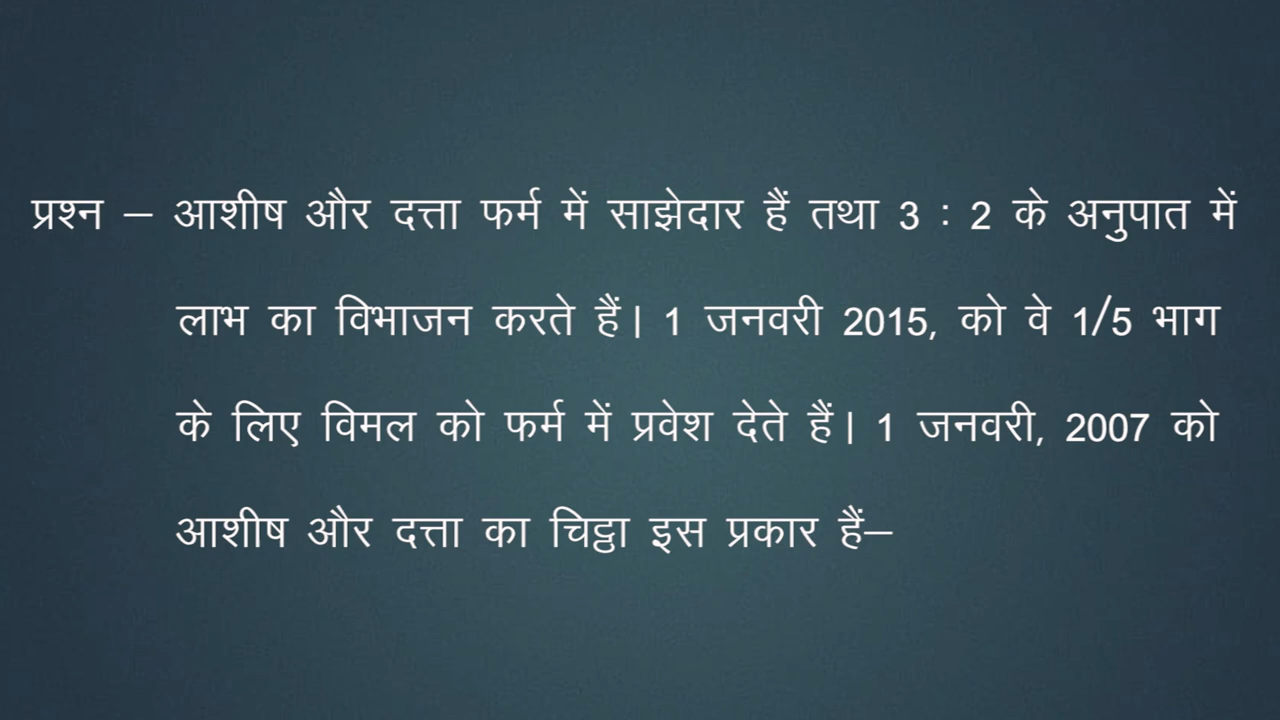 प्रश्न – आशीष और दत्ता फर्म में साझेदार हैं तथा 3 : 2 के अनुपात में
लाभ का विभाजन करते हैं। 1 जनवरी 2015, को वे 1/5 भाग
के लिए विमल को फर्म में प्रवेश देते हैं। 1 जनवरी, 2007 को
आशीष और दत्ता का चिट्ठा इस प्रकार हैं–